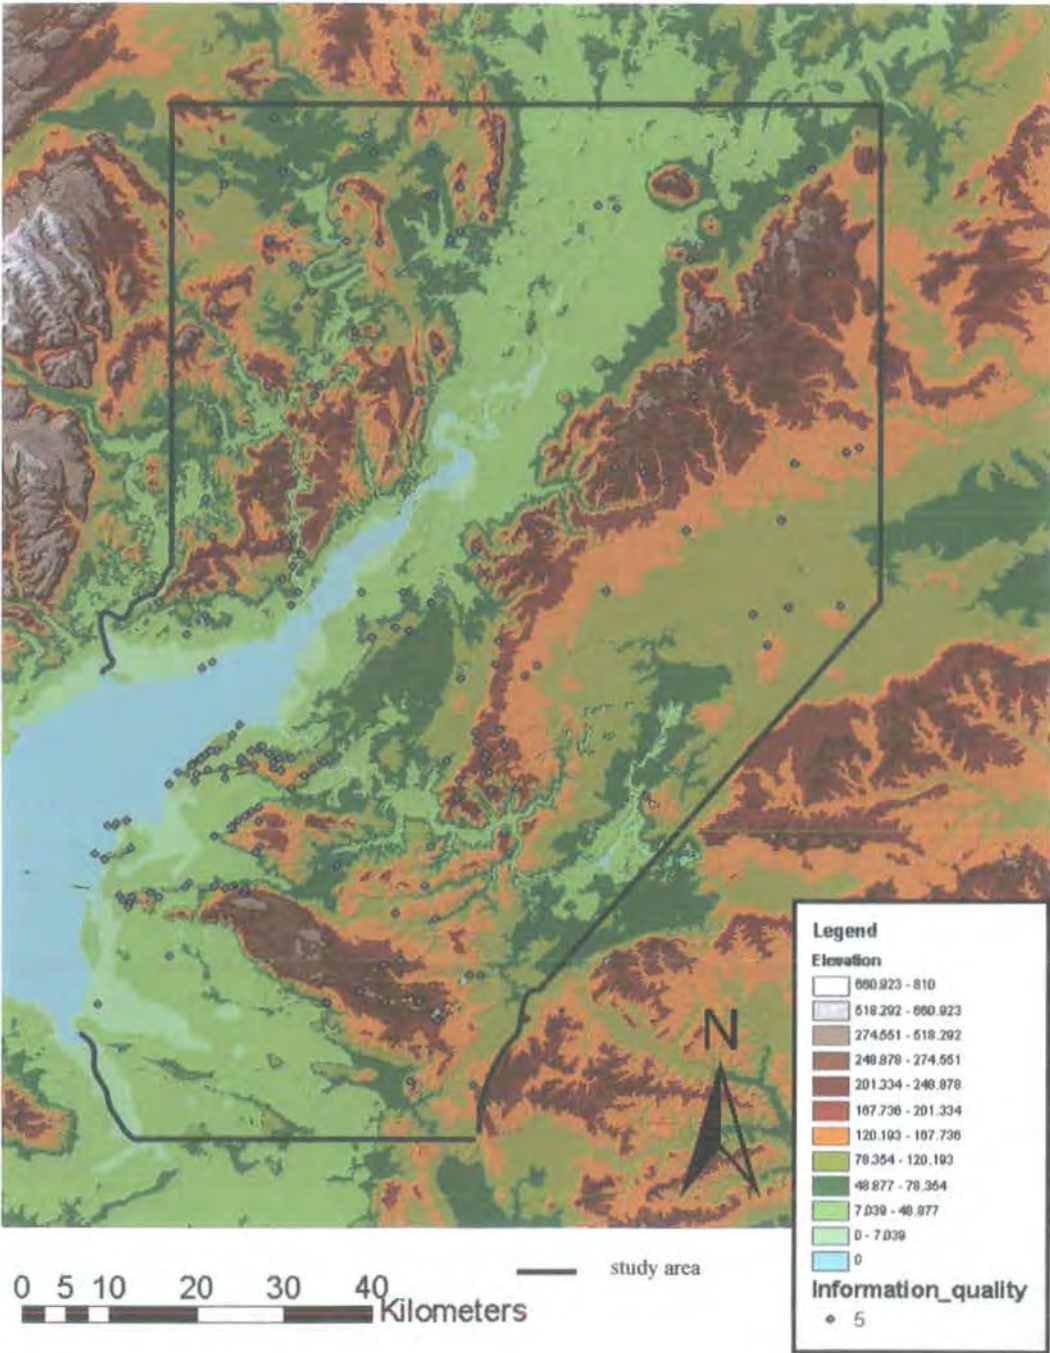 N
Legend
Elevation
660.923 - 810
518.292 - 660.923
274.551 - 518.292
248.878 - 274.551
201.334 - 248.878
167.736 - 201.334
120.193 - 167.736
78.354 - 120.193
48.877 - 78.354
7.039 - 48.877
0 - 7.039
0
Information_quality
5
study area
0 5 10 20 30 40
Kilometers